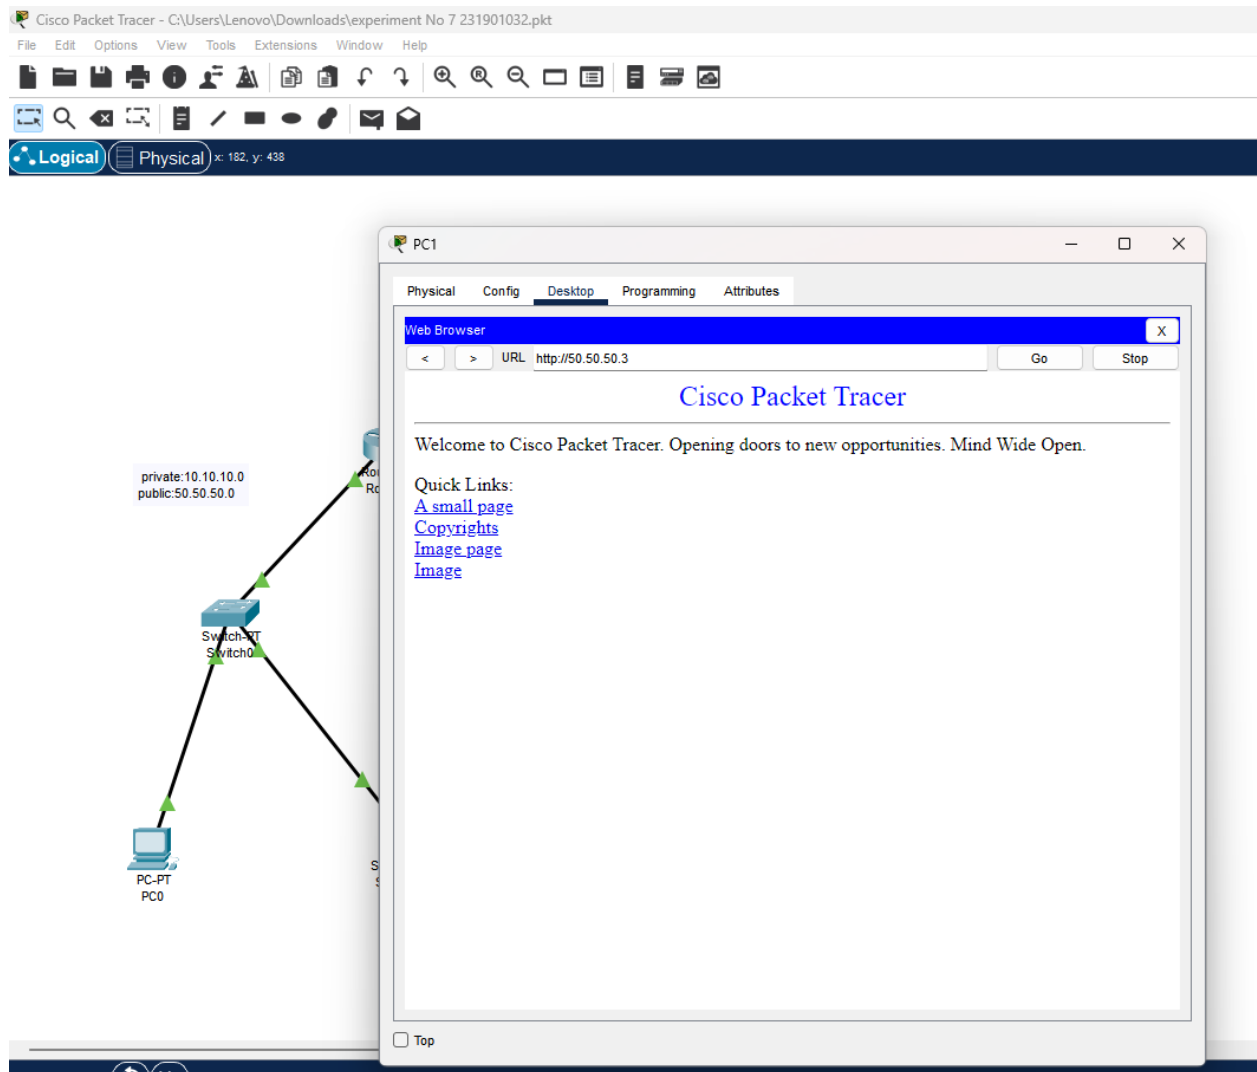 Cisco Packet Tracer - C:\Users\Lenovo\Downloads\experiment No 7 231901032.pkt
File Edit Options View Tools Extensions Window Help
Logical Physical x: 182, y: 438
PC1
Physical Config Desktop Programming Attributes
Web Browser X
< > URL http://50.50.50.3 Go Stop
Cisco Packet Tracer
Welcome to Cisco Packet Tracer. Opening doors to new opportunities. Mind Wide Open.
Quick Links:
A small page
Copyrights
Image page
Image
Top
private:10.10.10.0
public:50.50.50.0
Switch-PT
Switch0
PC-PT
PC0